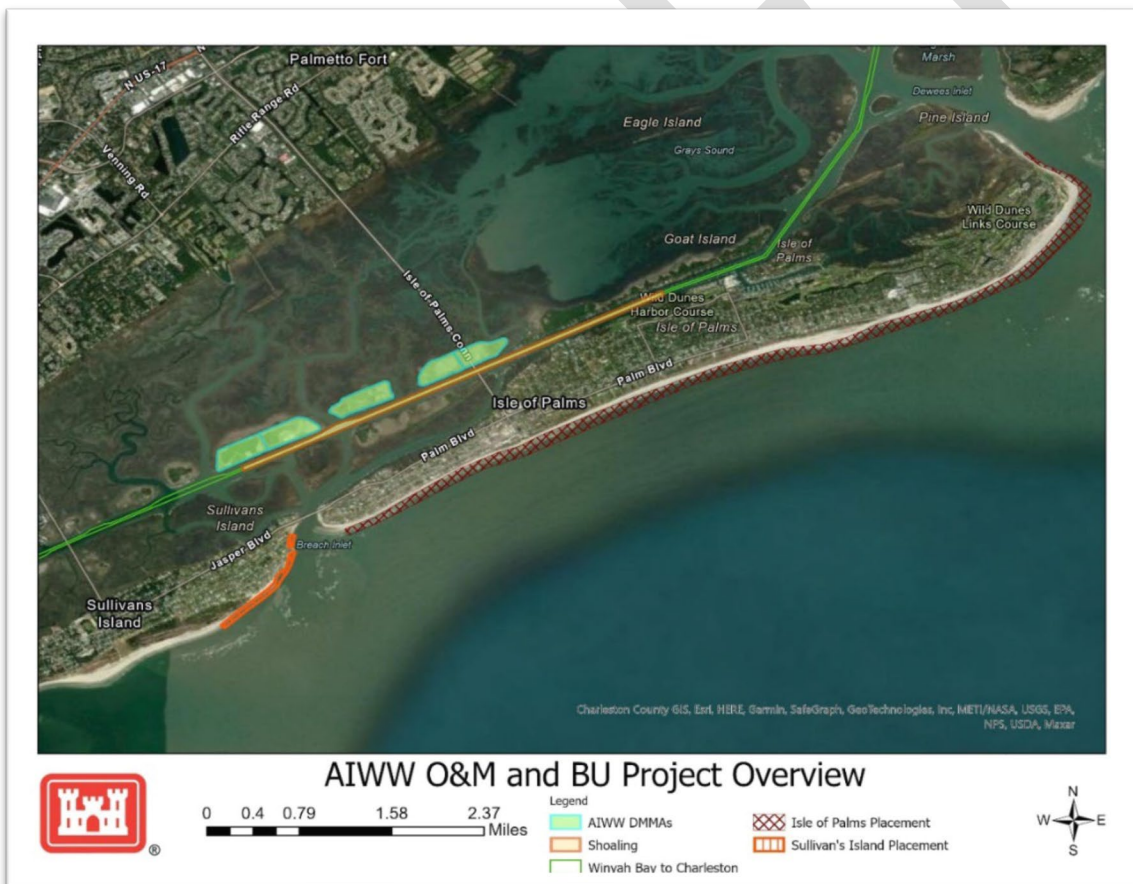 N US-17
N
Palmetto Fort
Rifle Range Rd
Venning Rd
Marsh
Dewees Inlet
Pine Island
Eagle Island
Grays Sound
Wild Dunes
Links Course
Goat Island
Isle of
Palms
Isle of Palms Conn
Wild Dunes
Harbor Course
Isle of Palms
Palm Blvd
Isle of Palms
Palm Blvd
Sullivans
Island
Jasper Blvd
Breach Inlet
Sullivans
Island
Charleston County GIS, Esri, HERE, Garmin, SafeGraph, GeoTechnologies, Inc, METI/NASA, USGS, EPA,
NPS, USDA, Maxar
AIWW O&M and BU Project Overview
0 0.4 0.79 1.58 2.37
Miles
Legend
AIWW DMMAs
Shoaling
Winyah Bay to Charleston
Isle of Palms Placement
Sullivan's Island Placement
N
W E
S
®